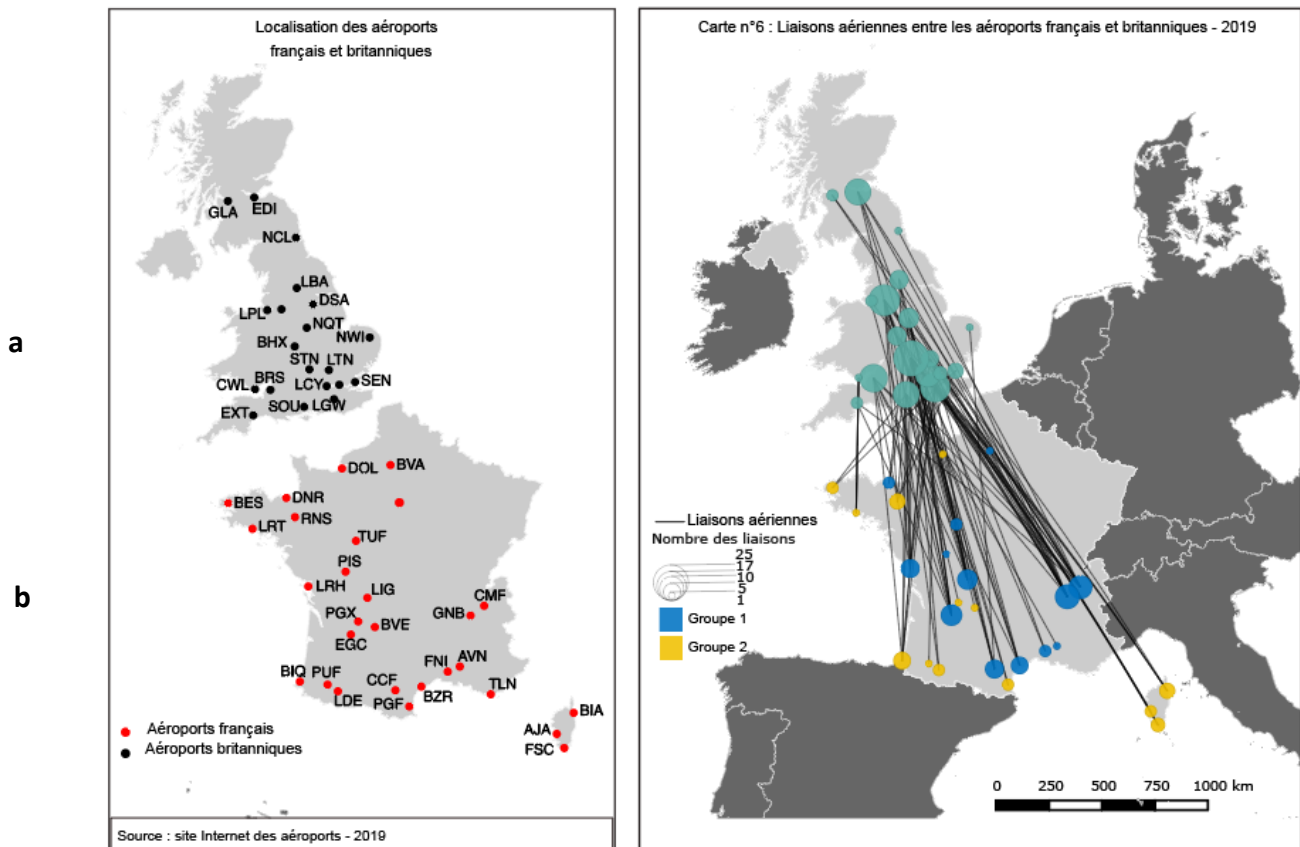 Localisation des aéroports
français et britanniques
GLA
EDI
NCL
LBA
DSA
LPL
NQT
BHX
NWI
STN
LTN
CWL
BRS
LCY
SEN
EXT
SOU
LGW
DOL
BVA
BES
DNR
RNS
LRT
TUF
PIS
LRH
LIG
CMF
PGX
GNB
BVE
EGC
FNI
AVN
BIQ
PUF
CCF
BZR
TLN
LDE
PGF
BIA
AJA
FSC
Aéroports français
Aéroports britanniques
Source : site Internet des aéroports - 2019
a
b
Carte n°6 : Liaisons aériennes entre les aéroports français et britanniques - 2019
Liaisons aériennes
Nombre des liaisons
25
17
10
5
1
Groupe 1
Groupe 2
0 250 500 750 1000 km